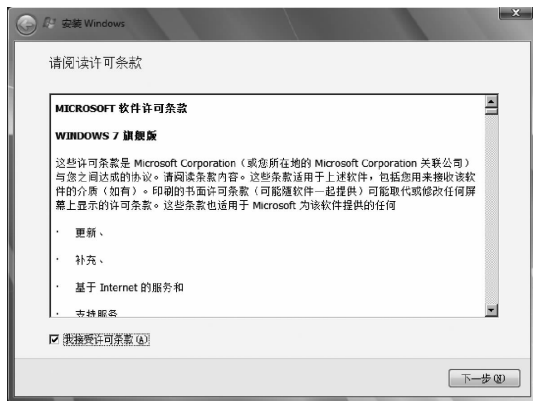 安装 Windows
请阅读许可条款
MICROSOFT 软件许可条款
WINDOWS 7 旗舰版
这些许可条款是 Microsoft Corporation（或您所在地的 Microsoft Corporation 关联公司）
与您之间达成的协议。请阅读条款内容。这些条款适用于上述软件，包括您用来接收该软
件的介质（如有）。印刷的书面许可条款（可能随软件一起提供）可能取代或修改任何屏
幕上显示的许可条款。这些条款也适用于 Microsoft 为该软件提供的任何
· 更新、
· 补充、
· 基于 Internet 的服务和
· 支持服务
我接受许可条款(A)
下一步(N)